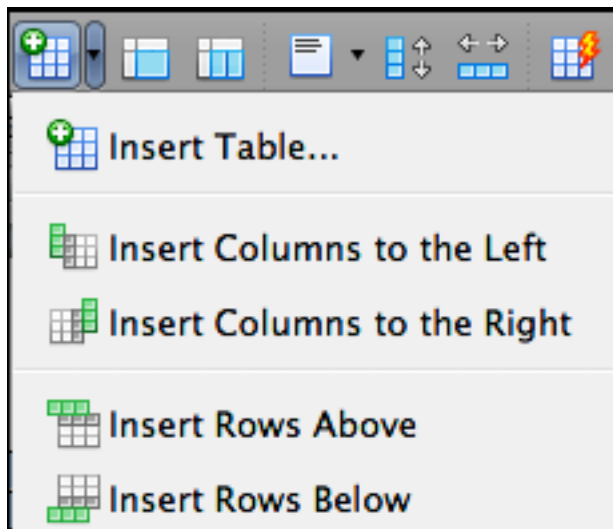 Insert Table...
Insert Columns to the Left
Insert Columns to the Right
Insert Rows Above
Insert Rows Below